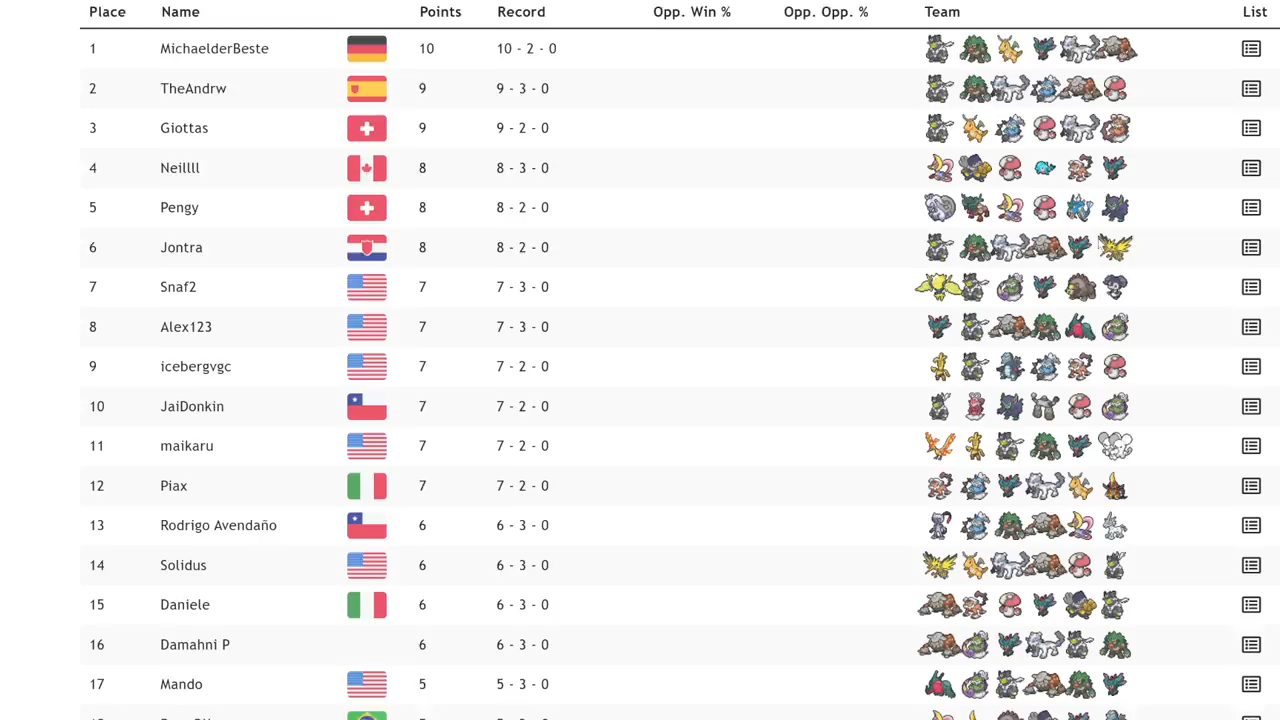 Place Name Points Record Opp. Win % Opp. Opp. % Team List
1 MichaelderBeste 10 10 - 2 - 0
2 TheAndrw 9 9 - 3 - 0
3 Giottas 9 9 - 2 - 0
4 Neillll 8 8 - 3 - 0
5 Pengy 8 8 - 2 - 0
6 Jontra 8 8 - 2 - 0
7 Snaf2 7 7 - 3 - 0
8 Alex123 7 7 - 3 - 0
9 icebergvgc 7 7 - 2 - 0
10 JaiDonkin 7 7 - 2 - 0
11 maikaru 7 7 - 2 - 0
12 Piax 7 7 - 2 - 0
13 Rodrigo Avendaño 6 6 - 3 - 0
14 Solidus 6 6 - 3 - 0
15 Daniele 6 6 - 3 - 0
16 Damahni P 6 6 - 3 - 0
17 Mando 5 5 - 3 - 0